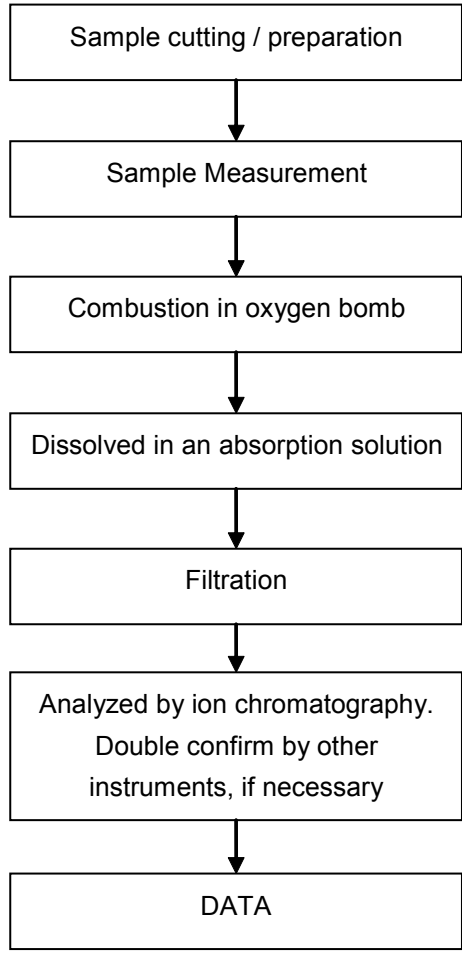 Sample cutting / preparation
Sample Measurement
Combustion in oxygen bomb
Dissolved in an absorption solution
Filtration
Analyzed by ion chromatography.
Double confirm by other
instruments, if necessary
DATA